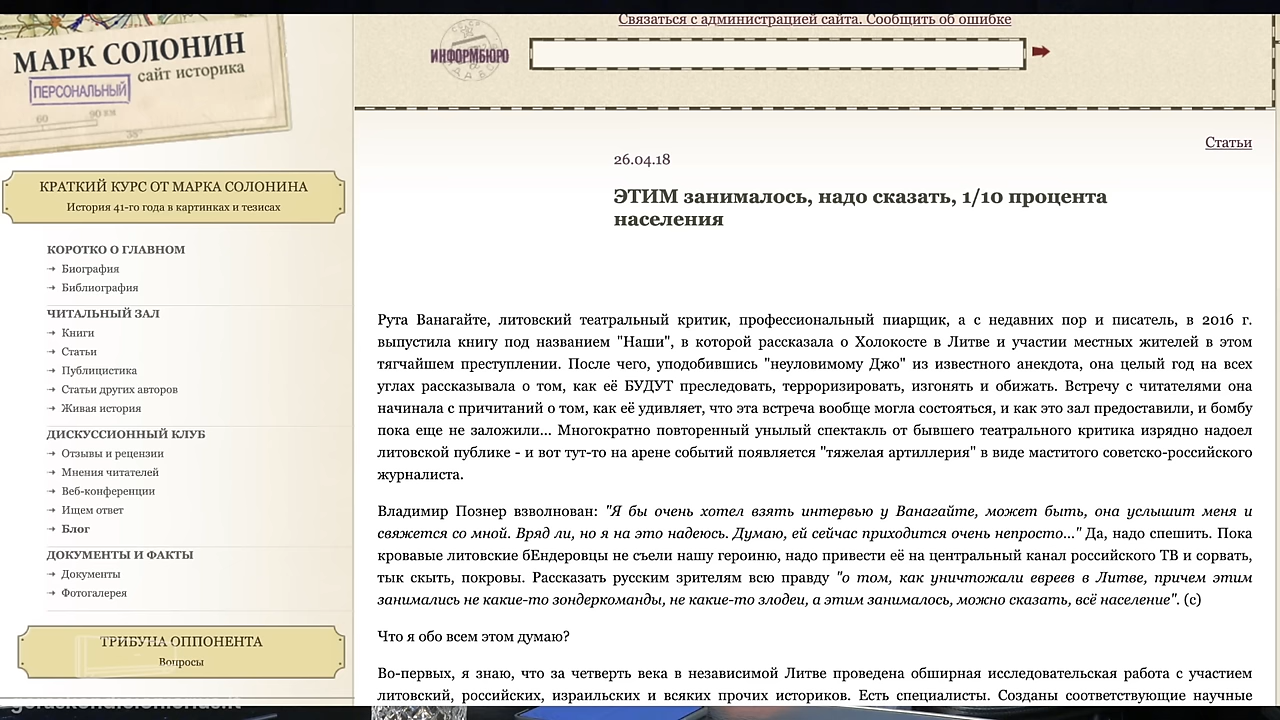 МАРК СОЛОНИН
сайт историка
ПЕРСОНАЛЬНЫЙ
60
90 км
38°
КРАТКИЙ КУРС ОТ МАРКА СОЛОНИНА
История 41-го года в картинках и тезисах
КОРОТКО О ГЛАВНОМ
→ Биография
→ Библиография
ЧИТАЛЬНЫЙ ЗАЛ
→ Книги
→ Статьи
→ Публицистика
→ Статьи других авторов
→ Живая история
ДИСКУССИОННЫЙ КЛУБ
→ Отзывы и рецензии
→ Мнения читателей
→ Веб-конференции
→ Ищем ответ
→ Блог
ДОКУМЕНТЫ И ФАКТЫ
→ Документы
→ Фотогалерея
ТРИБУНА ОППОНЕНТА
Вопросы
Связаться с администрацией сайта. Сообщить об ошибке
ИНФОРМБЮРО
Статьи
26.04.18
ЭТИМ занималось, надо сказать, 1/10 процента
населения
Рута Ванагайте, литовский театральный критик, профессиональный пиарщик, а с недавних пор и писатель, в 2016 г.
выпустила книгу под названием "Наши", в которой рассказала о Холокосте в Литве и участии местных жителей в этом
тягчайшем преступлении. После чего, уподобившись "неуловимому Джо" из известного анекдота, она целый год на всех
углах рассказывала о том, как её БУДУТ преследовать, терроризировать, изгонять и обижать. Встречу с читателями она
начинала с причитаний о том, как её удивляет, что эта встреча вообще могла состояться, и как это зал предоставили, и бомбу
пока еще не заложили... Многократно повторенный унылый спектакль от бывшего театрального критика изрядно надоел
литовской публике - и вот тут-то на арене событий появляется "тяжелая артиллерия" в виде маститого советско-российского
журналиста.
Владимир Познер взволнован: "Я бы очень хотел взять интервью у Ванагайте, может быть, она услышит меня и
свяжется со мной. Вряд ли, но я на это надеюсь. Думаю, ей сейчас приходится очень непросто..." Да, надо спешить. Пока
кровавые литовские бЕндеровцы не съели нашу героиню, надо привести её на центральный канал российского ТВ и сорвать,
тык скыть, покровы. Рассказать русским зрителям всю правду "о том, как уничтожали евреев в Литве, причем этим
занимались не какие-то зондеркоманды, не какие-то злодеи, а этим занималось, можно сказать, всё население". (с)
Что я обо всем этом думаю?
Во-первых, я знаю, что за четверть века в независимой Литве проведена обширная исследовательская работа с участием
литовский, российских, израильских и всяких прочих историков. Есть специалисты. Созданы соответствующие научные